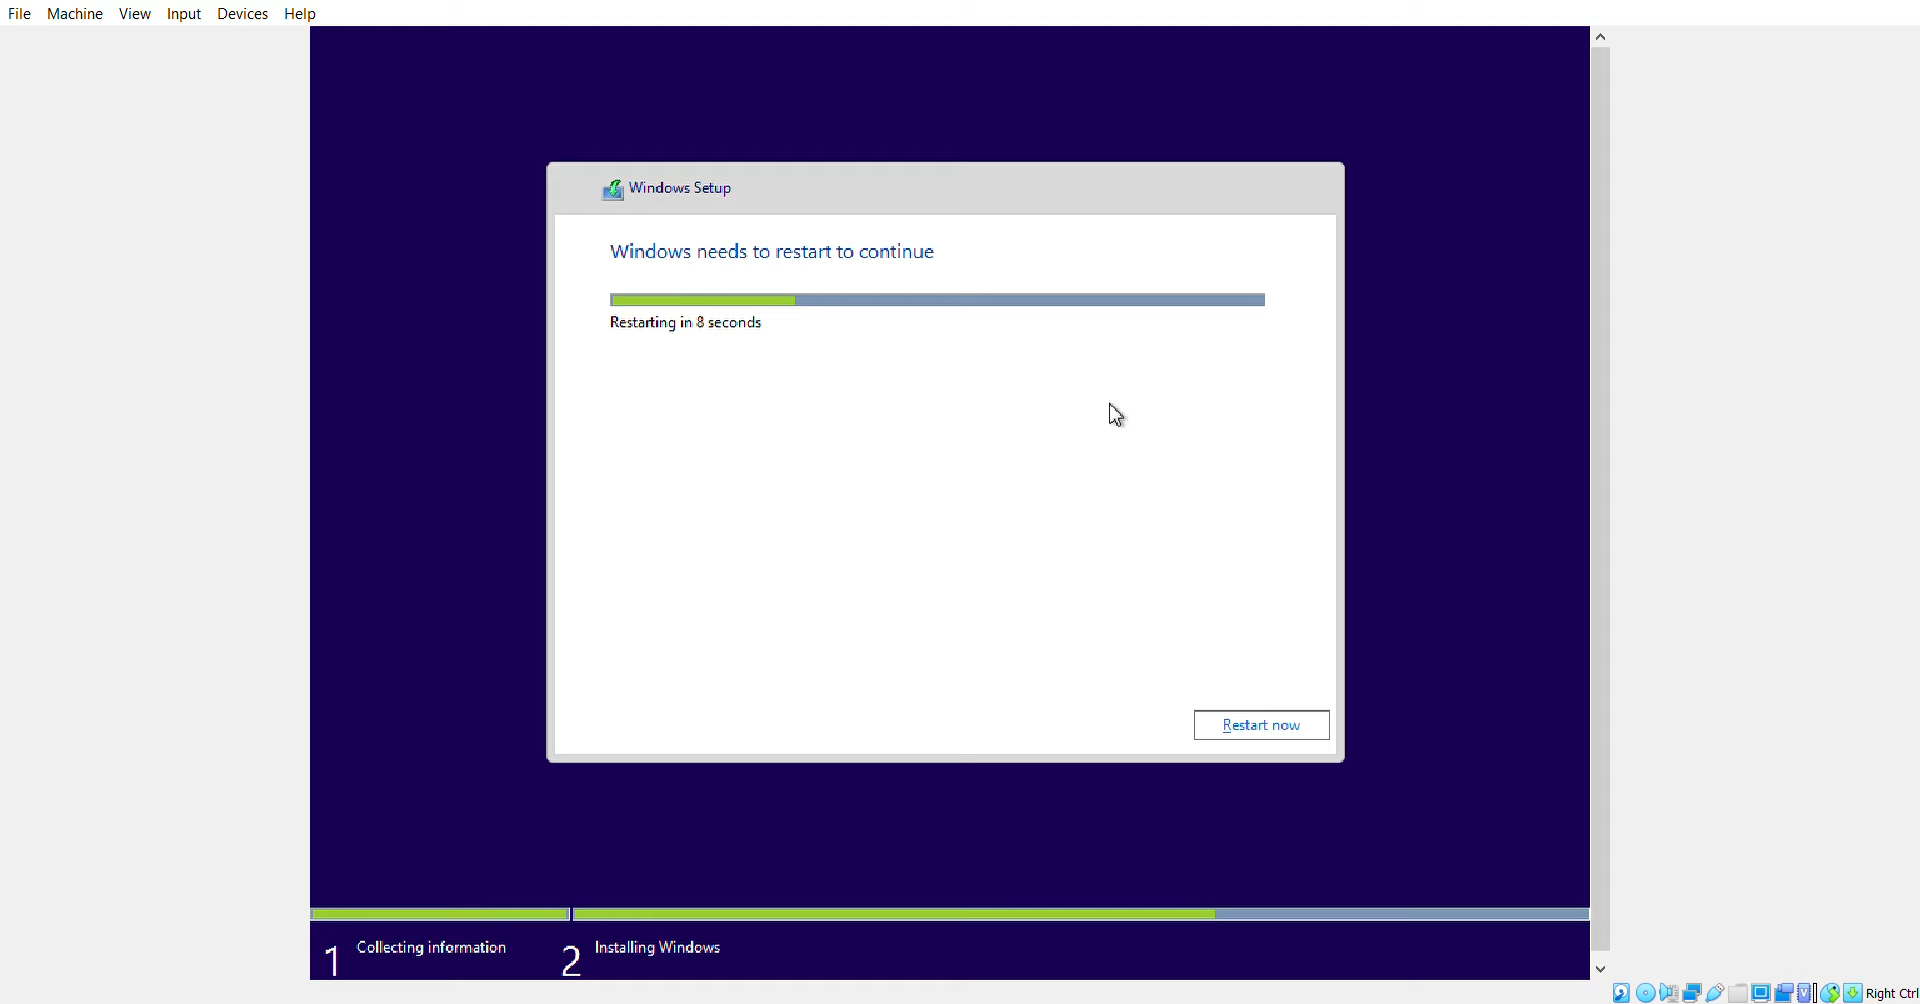 File Machine View Input Devices Help
Windows Setup
Windows needs to restart to continue
Restarting in 8 seconds
Restart now
1 Collecting information 2 Installing Windows
Right Ctrl